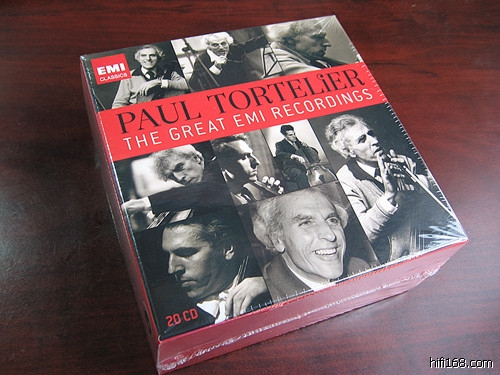 EMI
CLASSICS
PAUL TORTELiER
THE GREAT EMI RECORDINGS
20 CD
hifi168.com